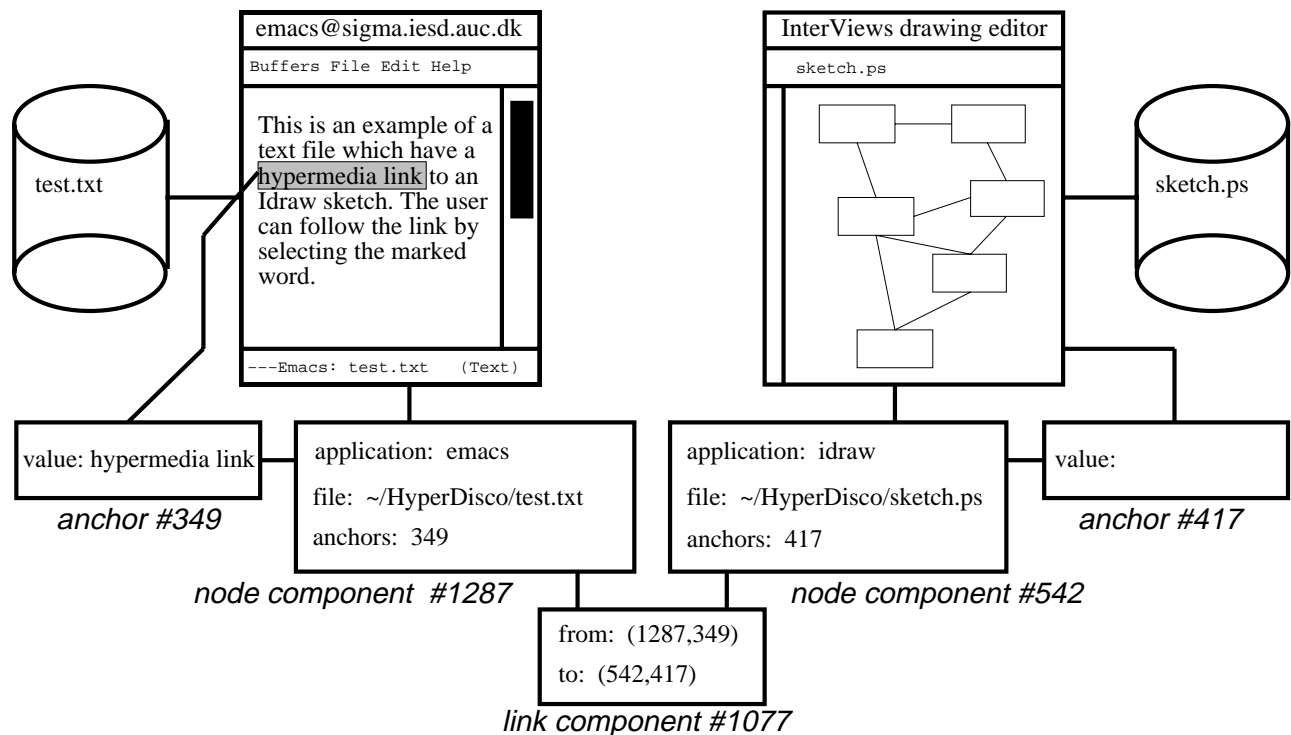 emacs@sigma.iesd.auc.dk
Buffers File Edit Help
This is an example of a
text file which have a
hypermedia link to an
Idraw sketch. The user
can follow the link by
selecting the marked
word.
---Emacs: test.txt (Text)
test.txt
InterViews drawing editor
sketch.ps
sketch.ps
value: hypermedia link
anchor #349
application: emacs
file: ~/HyperDisco/test.txt
anchors: 349
node component #1287
application: idraw
file: ~/HyperDisco/sketch.ps
anchors: 417
node component #542
value:
anchor #417
from: (1287,349)
to: (542,417)
link component #1077